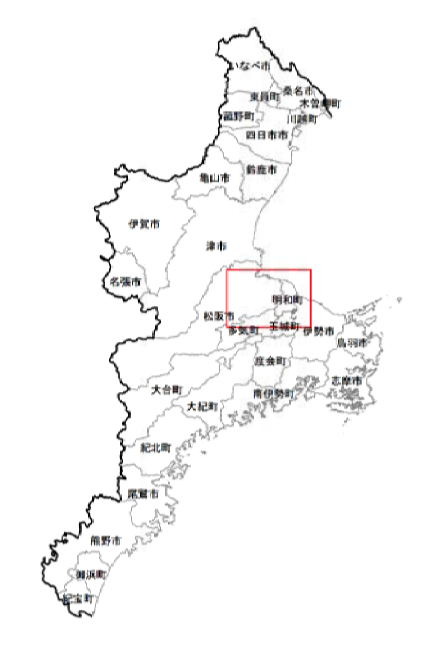 いなべ市
桑名市
東員町
木曽岬町
川越町
菰野町
四日市市
鈴鹿市
亀山市
伊賀市
津市
名張市
明和町
松阪市
玉城町
多気町
伊勢市
鳥羽市
度会町
志摩市
大台町
南伊勢町
大紀町
紀北町
尾鷲市
熊野市
御浜町
紀宝町